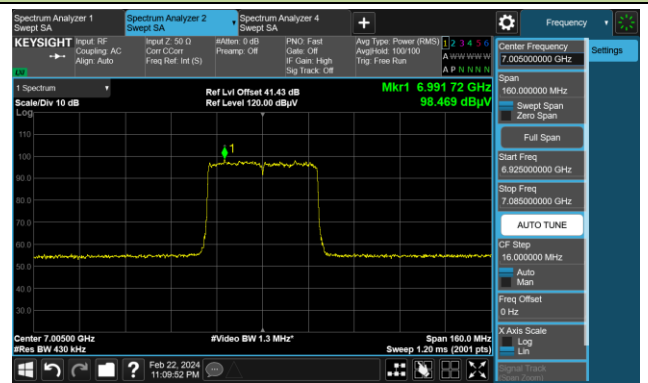 Spectrum Analyzer 1
Swept SA
Spectrum Analyzer 2
Swept SA
Spectrum Analyzer 4
Swept SA
+
Frequency
KEYSIGHT
Input: RF
Coupling: AC
Align: Auto
Input Z: 50 Ω
Corr CCorr
Freq Ref: Int (S)
#Atten: 0 dB
Preamp: Off
PNO: Fast
Gate: Off
IF Gain: High
Sig Track: Off
Avg Type: Power (RMS)
Avg|Hold: 100/100
Trig: Free Run
1 2 3 4 5 6
A W W W W W
A P N N N N
LW
1 Spectrum
Scale/Div 10 dB
Log
Ref Lvl Offset 41.43 dB
Ref Level 120.00 dBµV
Mkr1 6.991 72 GHz
98.469 dBµV
110
100
90.0
80.0
70.0
60.0
50.0
40.0
30.0
1
Center 7.00500 GHz
#Res BW 430 kHz
#Video BW 1.3 MHz*
Span 160.0 MHz
Sweep 1.20 ms (2001 pts)
Center Frequency
7.005000000 GHz
Settings
Span
160.000000 MHz
Swept Span
Zero Span
Full Span
Start Freq
6.925000000 GHz
Stop Freq
7.085000000 GHz
AUTO TUNE
CF Step
16.000000 MHz
Auto
Man
Freq Offset
0 Hz
X Axis Scale
Log
Lin
Signal Track
(Span Zoom)
?
Feb 22, 2024
11:09:52 PM